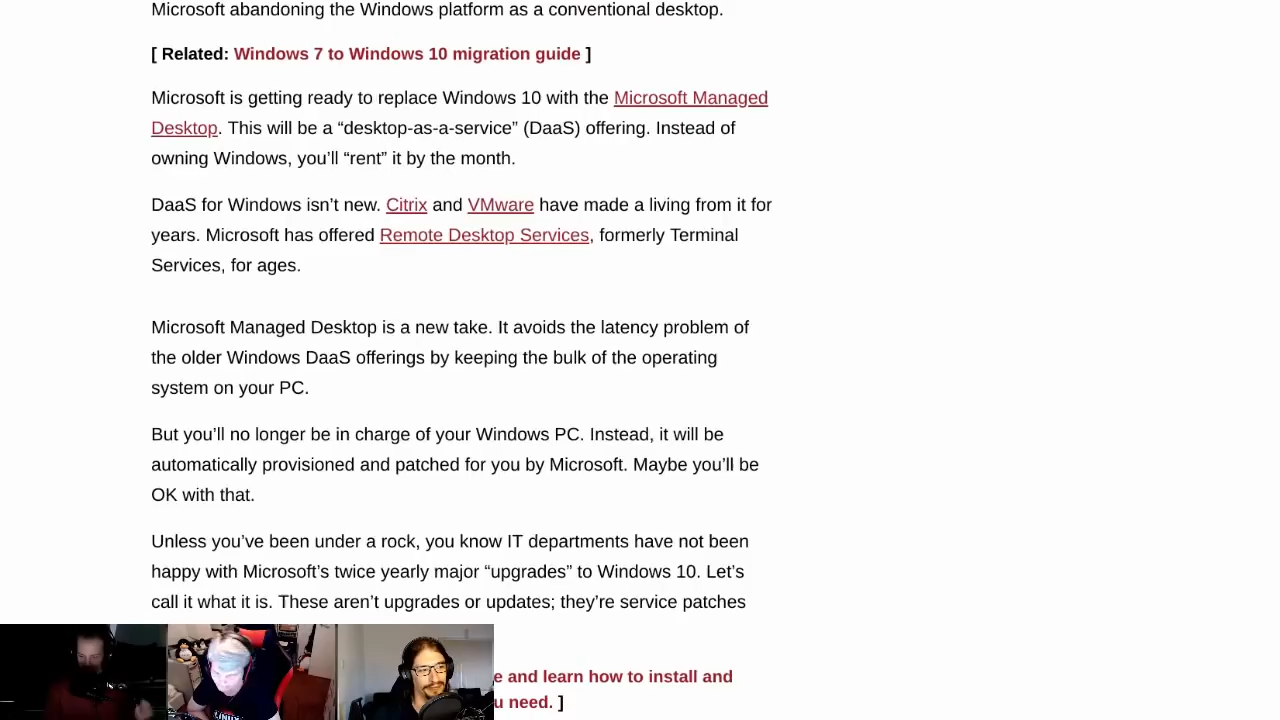 Microsoft abandoning the Windows platform as a conventional desktop.
[ Related: Windows 7 to Windows 10 migration guide ]
Microsoft is getting ready to replace Windows 10 with the Microsoft Managed
Desktop. This will be a “desktop-as-a-service” (DaaS) offering. Instead of
owning Windows, you’ll “rent” it by the month.
DaaS for Windows isn’t new. Citrix and VMware have made a living from it for
years. Microsoft has offered Remote Desktop Services, formerly Terminal
Services, for ages.
Microsoft Managed Desktop is a new take. It avoids the latency problem of
the older Windows DaaS offerings by keeping the bulk of the operating
system on your PC.
But you’ll no longer be in charge of your Windows PC. Instead, it will be
automatically provisioned and patched for you by Microsoft. Maybe you’ll be
OK with that.
Unless you’ve been under a rock, you know IT departments have not been
happy with Microsoft’s twice yearly major “upgrades” to Windows 10. Let’s
call it what it is. These aren’t upgrades or updates; they’re service patches
e and learn how to install and
u need. ]